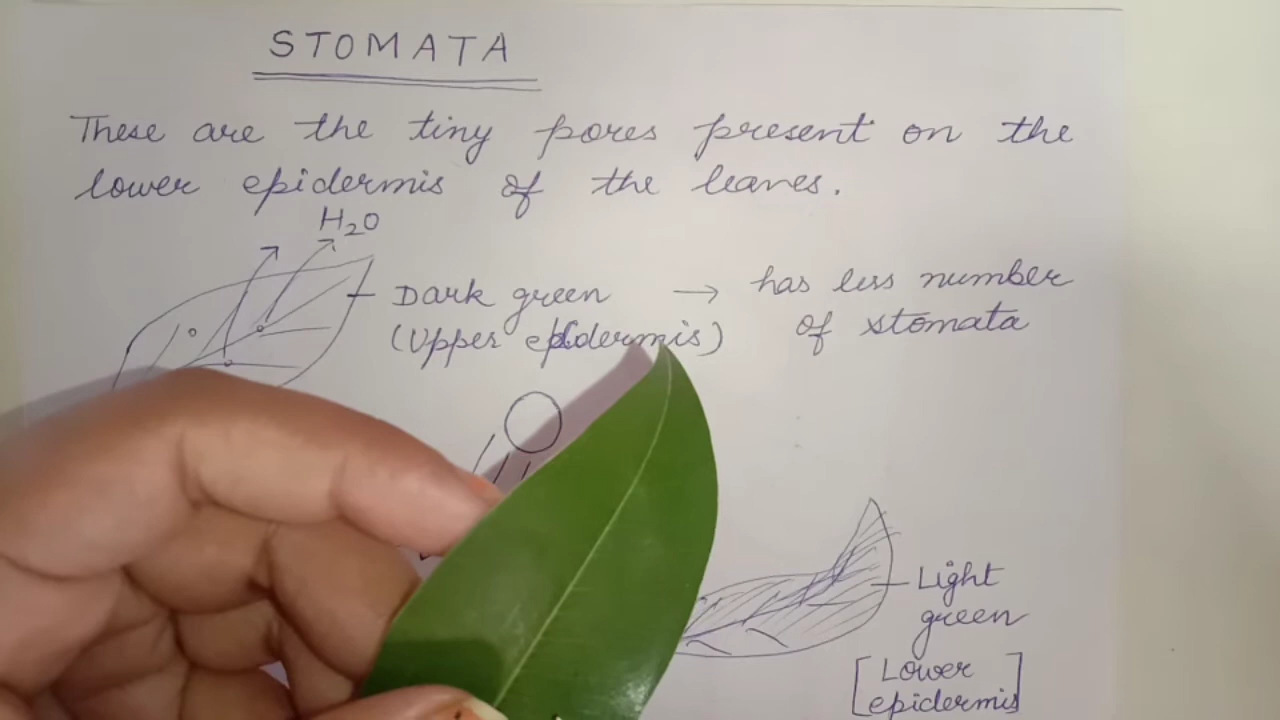 STOMATA
These are the tiny pores present on the
lower epidermis of the leaves.
H₂O
Dark green → has less number
(Upper epidermis) of stomata
Light
green
[Lower
epidermis]